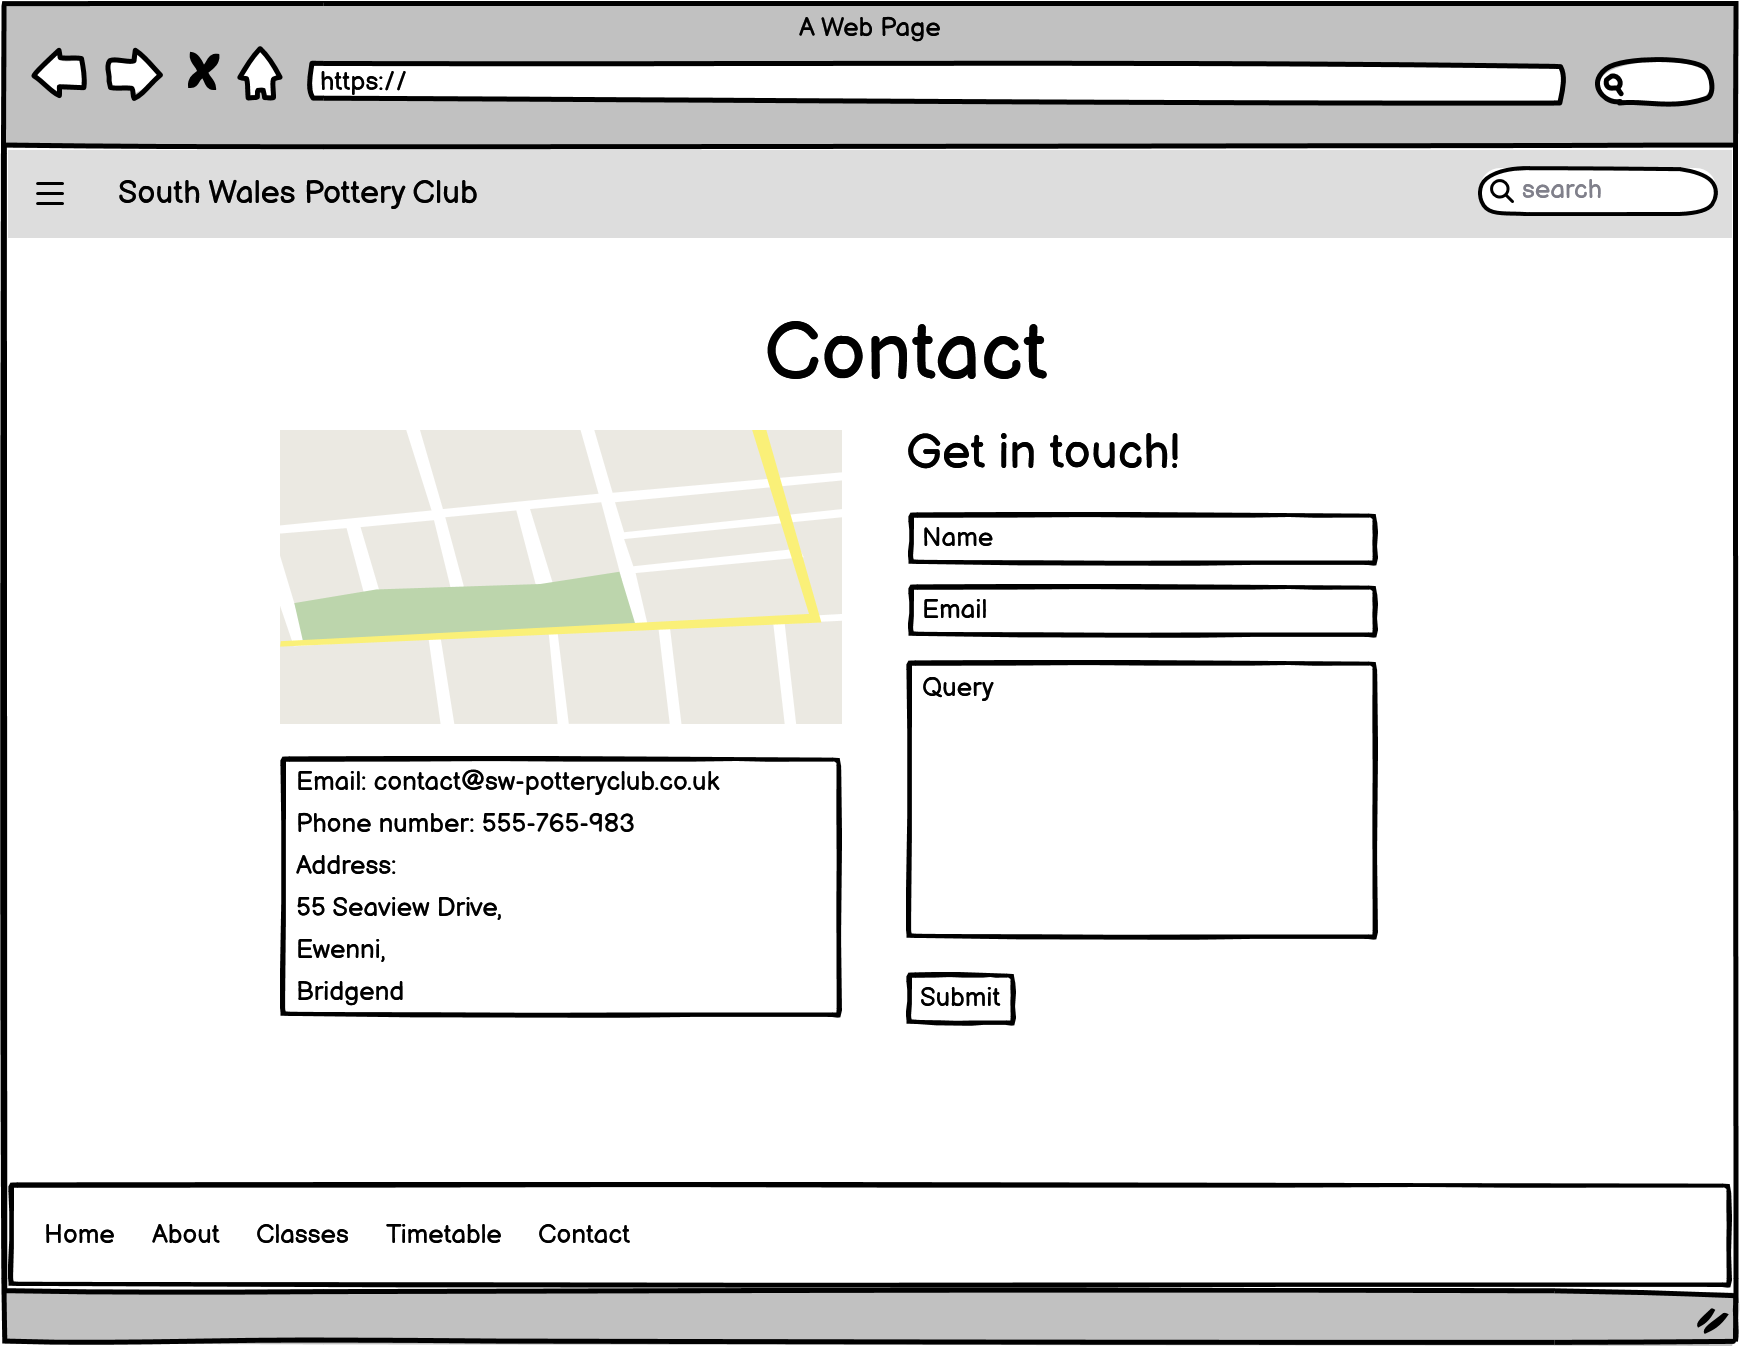 A Web Page
https://
South Wales Pottery Club
search
Contact
Get in touch!
Name
Email
Query
Submit
Email: contact@sw-potteryclub.co.uk
Phone number: 555-765-983
Address:
55 Seaview Drive,
Ewenni,
Bridgend
Home About Classes Timetable Contact